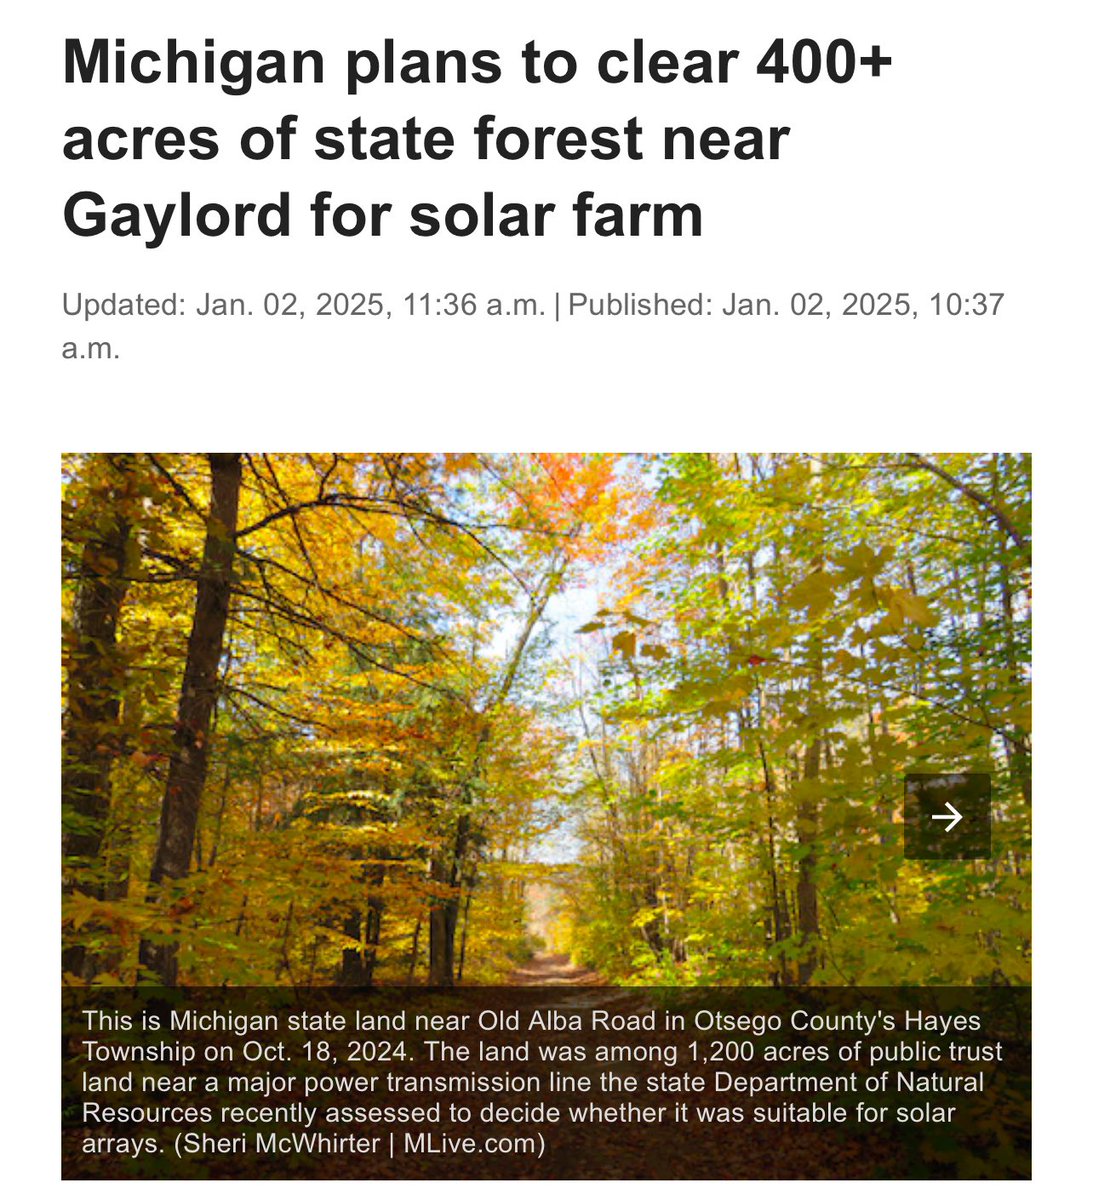 Michigan plans to clear 400+
acres of state forest near
Gaylord for solar farm
Updated: Jan. 02, 2025, 11:36 a.m. | Published: Jan. 02, 2025, 10:37
a.m.
This is Michigan state land near Old Alba Road in Otsego County's Hayes
Township on Oct. 18, 2024. The land was among 1,200 acres of public trust
land near a major power transmission line the state Department of Natural
Resources recently assessed to decide whether it was suitable for solar
arrays. (Sheri McWhirter | MLive.com)